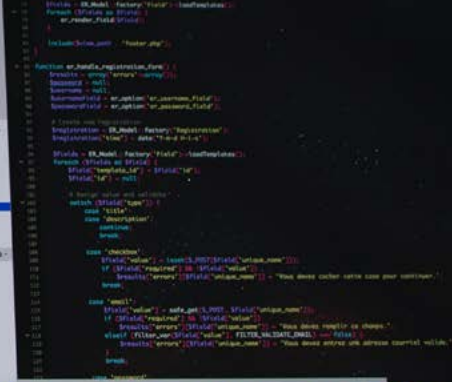 $fields = ER_Model::factory('Field')->loadTemplates();
foreach ($fields as $field) {
er_render_field($field);
}
include($view_path . 'footer.php');
}
function er_handle_registration_form() {
$results = array("errors"=>array());
$password = null;
$username = null;
$usernameField = er_option('er_username_field');
$passwordField = er_option('er_password_field');
# Create new registration
$registration = ER_Model::factory('Registration');
$registration["time"] = date("Y-m-d H-i-s");
$fields = ER_Model::factory('Field')->loadTemplates();
foreach ($fields as $field) {
$field["template_id"] = $field["id"];
$field["id"] = null;
# Assign value and validate
switch ($field["type"]) {
case "title":
case "description":
continue;
break;
case "checkbox":
$field["value"] = isset($_POST[$field["unique_name"]]);
if ($field["required"] && !$field["value"])
$results["errors"][$field["unique_name"]] = "Vous devez cocher cette case pour continuer."
break;
case "email":
$field["value"] = safe_get($_POST, $field["unique_name"]);
if ($field["required"] && !$field["value"])
$results["errors"][$field["unique_name"]] = "Vous devez remplir ce champs."
elseif (filter_var($field["value"], FILTER_VALIDATE_EMAIL) === false) {
$results["errors"][$field["unique_name"]] = "Vous devez entrez une adresse courriel valide."
}
break;
case "password"